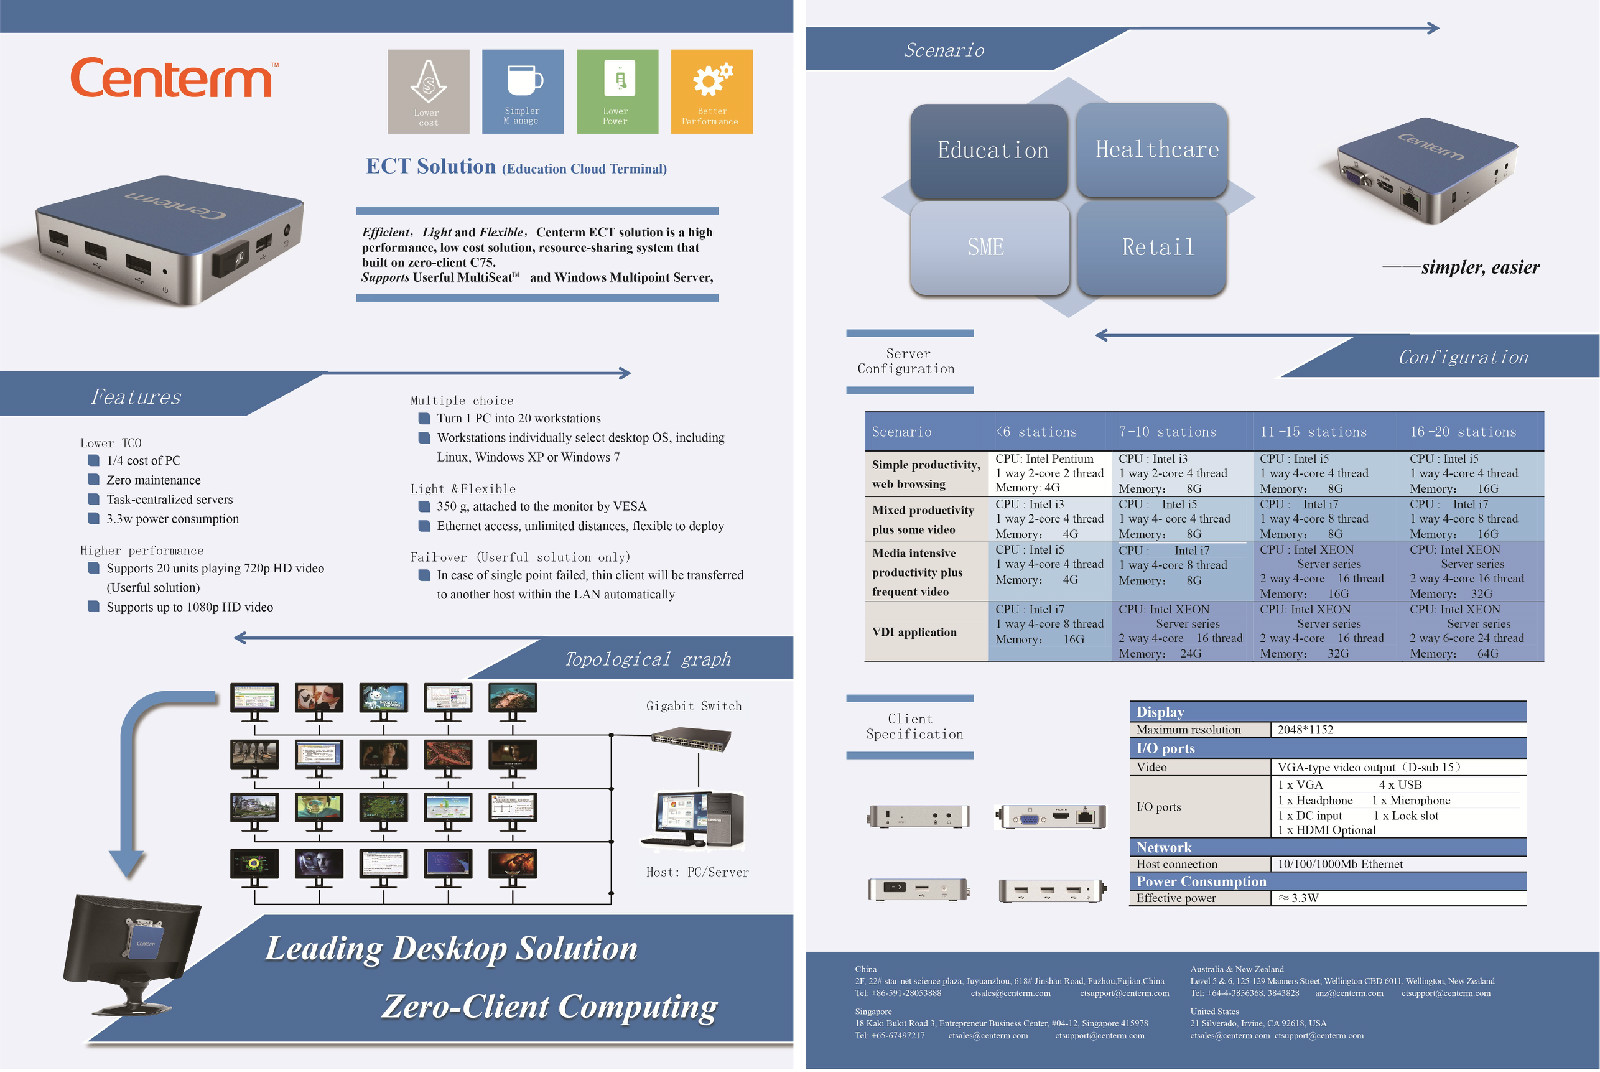 Centerm™
Lower cost
Simpler Manage
Lower Power
Better Performance
ECT Solution (Education Cloud Terminal)
Efficient, Light and Flexible, Centerm ECT solution is a high
performance, low cost solution, resource-sharing system that
built on zero-client C75.
Supports Userful MultiSeat™ and Windows Multipoint Server,
Centerm
Features
Lower TCO
1/4 cost of PC
Zero maintenance
Task-centralized servers
3.3w power consumption
Higher performance
Supports 20 units playing 720p HD video
(Userful solution)
Supports up to 1080p HD video
Multiple choice
Turn 1 PC into 20 workstations
Workstations individually select desktop OS, including
Linux, Windows XP or Windows 7
Light &Flexible
350 g, attached to the monitor by VESA
Ethernet access, unlimited distances, flexible to deploy
Failover (Userful solution only)
In case of single point failed, thin client will be transferred
to another host within the LAN automatically
Topological graph
Gigabit Switch
Host: PC/Server
Centerm
Leading Desktop Solution
Zero-Client Computing
Scenario
Education
Healthcare
SME
Retail
Centerm
——simpler, easier
Configuration
Server
Configuration
Scenario <6 stations 7-10 stations 11-15 stations 16-20 stations
Simple productivity,
web browsing
CPU: Intel Pentium
1 way 2-core 2 thread
Memory: 4G
CPU : Intel i3
1 way 2-core 4 thread
Memory: 8G
CPU : Intel i5
1 way 4-core 4 thread
Memory: 8G
CPU : Intel i5
1 way 4-core 4 thread
Memory: 16G
Mixed productivity
plus some video
CPU : Intel i3
1 way 2-core 4 thread
Memory: 4G
CPU : Intel i5
1 way 4- core 4 thread
Memory: 8G
CPU : Intel i7
1 way 4-core 8 thread
Memory: 8G
CPU : Intel i7
1 way 4-core 8 thread
Memory: 16G
Media intensive
productivity plus
frequent video
CPU : Intel i5
1 way 4-core 4 thread
Memory: 4G
CPU : Intel i7
1 way 4-core 8 thread
Memory: 8G
CPU : Intel XEON
Server series
2 way 4-core 16 thread
Memory: 16G
CPU: Intel XEON
Server series
2 way 4-core 16 thread
Memory: 32G
VDI application
CPU : Intel i7
1 way 4-core 8 thread
Memory: 16G
CPU: Intel XEON
Server series
2 way 4-core 16 thread
Memory: 24G
CPU: Intel XEON
Server series
2 way 4-core 16 thread
Memory: 32G
CPU: Intel XEON
Server series
2 way 6-core 24 thread
Memory: 64G
Client
Specification
Display
Maximum resolution 2048*1152
I/O ports
Video VGA-type video output (D-sub 15)
I/O ports
1 x VGA 4 x USB
1 x Headphone 1 x Microphone
1 x DC input 1 x Lock slot
1 x HDMI Optional
Network
Host connection 10/100/1000Mb Ethernet
Power Consumption
Effective power ≈ 3.3W
China
2F, 22# star-net science plaza, Juyuanzhou, 618# Jinshan Road, Fuzhou,Fujian China
Tel: +86-591-28053888 ctsales@centerm.com ctsupport@centerm.com
Singapore
18 Kaki Bukit Road 3, Entrepreneur Business Center, #04-12, Singapore 415978
Tel: +65-67447217 ctsales@centerm.com ctsupport@centerm.com
Australia & New Zealand
Level 5 & 6, 125-129 Manners Street, Wellington CBD 6011, Wellington, New Zealand
Tel: +644-3836368, 3843828 anz@centerm.com ctsupport@centerm.com
United States
21 Silverado, Irvine, CA 92618, USA
ctsales@centerm.com ctsupport@centerm.com